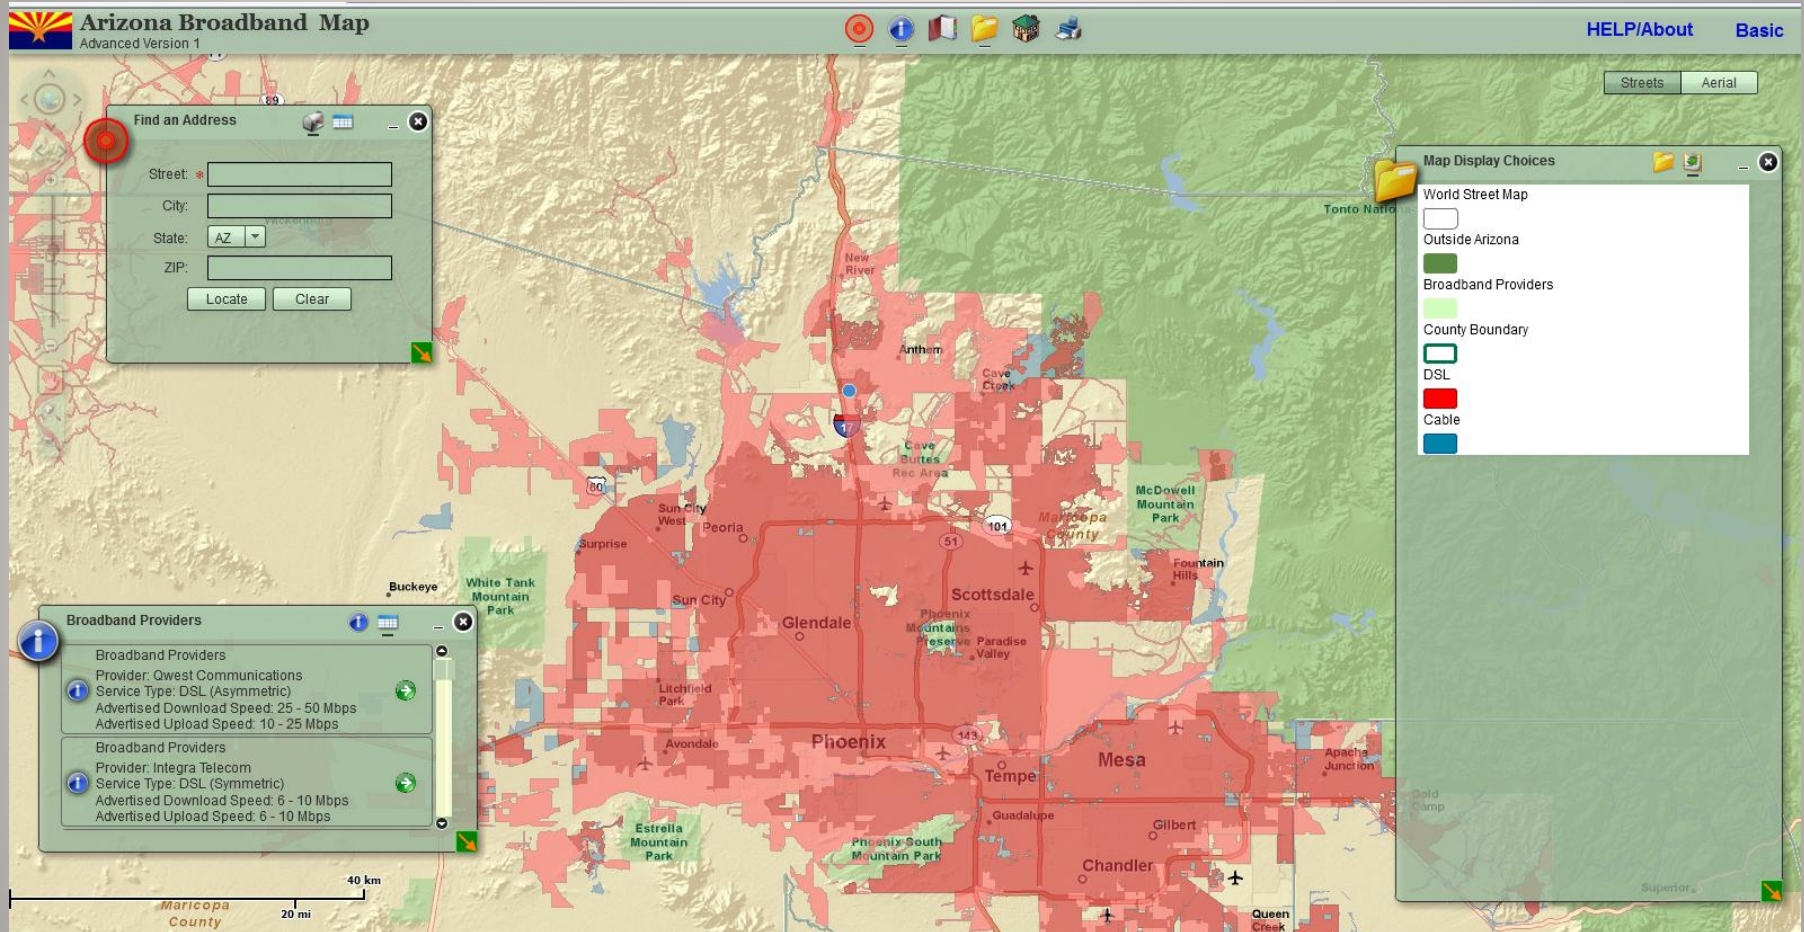 Arizona Broadband Map
Advanced Version 1
HELP/About
Basic
Streets
Aerial
89
Find an Address
Street: *
City:
State: AZ
ZIP:
Locate
Clear
Wickenburg
Map Display Choices
World Street Map
Outside Arizona
Broadband Providers
County Boundary
DSL
Cable
Tonto Natio
New
River
Anthem
Cave
Creek
17
Cave
Buttes
Rec Area
60
McDowell
Mountain
Park
Sun City
West
Peoria
101
Maricopa
County
51
Surprise
Fountain
Hills
Buckeye
White Tank
Mountain
Park
Sun City
Scottsdale
Glendale
Phoenix
Mountains
Preserve
Paradise
Valley
Broadband Providers
Broadband Providers
Provider: Qwest Communications
Service Type: DSL (Asymmetric)
Advertised Download Speed: 25 - 50 Mbps
Advertised Upload Speed: 10 - 25 Mbps
Broadband Providers
Provider: Integra Telecom
Service Type: DSL (Symmetric)
Advertised Download Speed: 6 - 10 Mbps
Advertised Upload Speed: 6 - 10 Mbps
Litchfield
Park
Avondale
Phoenix
143
Mesa
Apache
Junction
Tempe
Gold
Camp
Guadalupe
Gilbert
Estrella
Mountain
Park
Phoenix South
Mountain Park
Chandler
Superior
40 km
20 mi
Maricopa
County
Queen
Creek